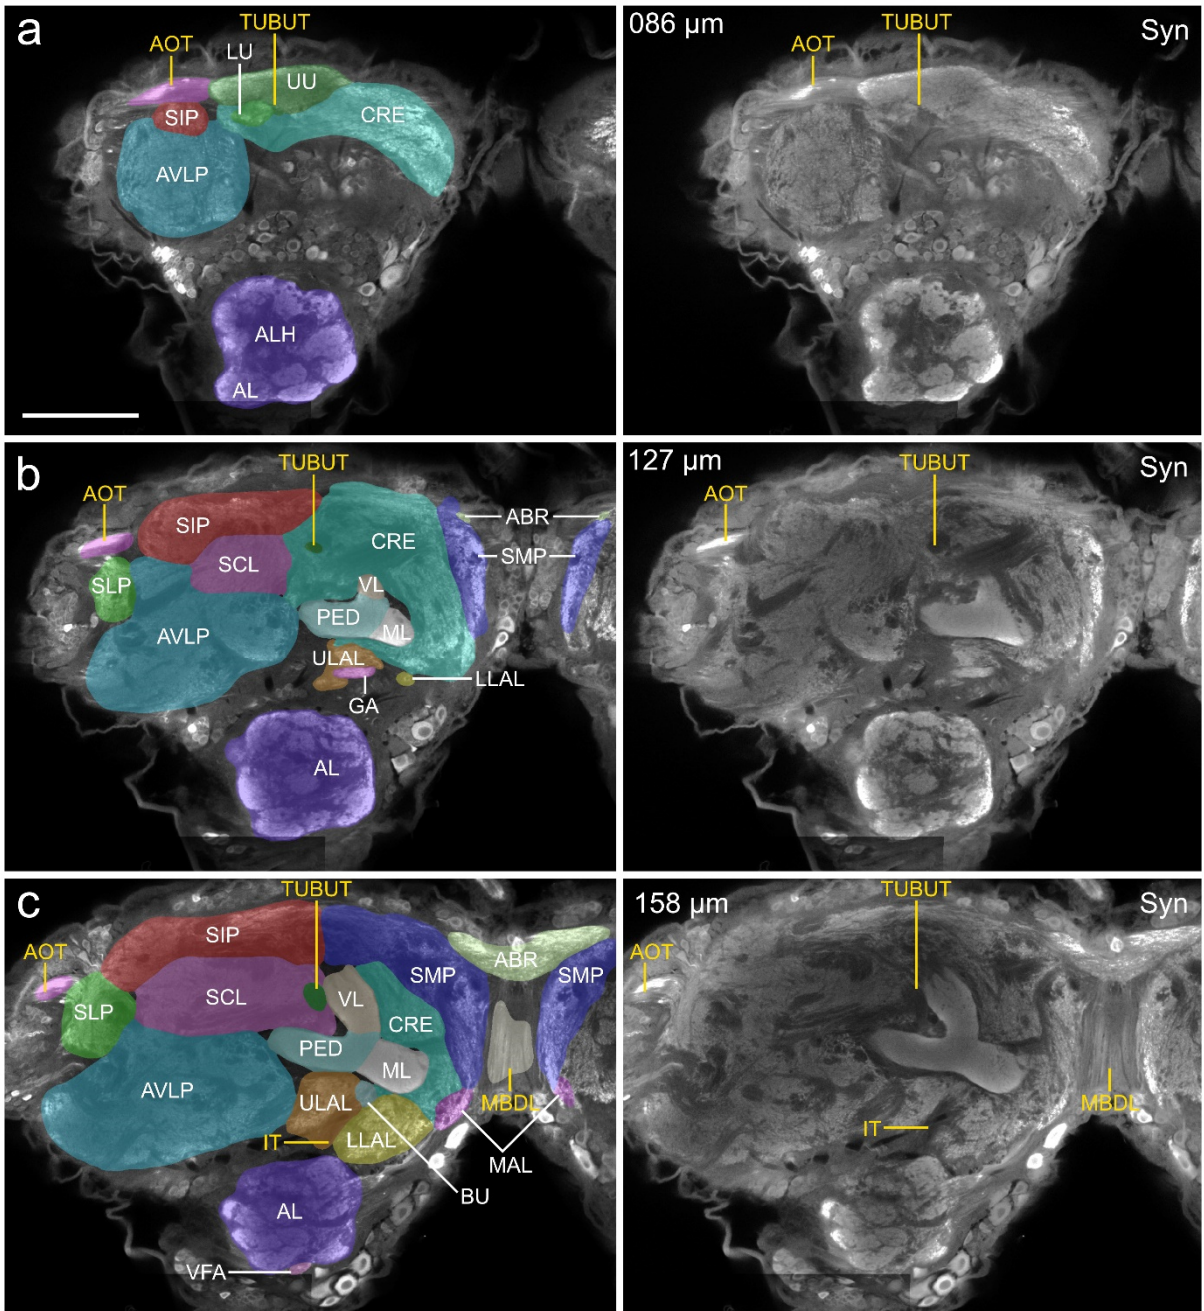 a
TUBUT
AOT
LU
UU
SIP
CRE
AVLP
ALH
AL
086 µm
Syn
TUBUT
AOT
b
TUBUT
AOT
SIP
ABR
CRE
SCL
SMP
SLP
VL
PED
AVLP
ML
ULAL
LLAL
GA
AL
127 µm
TUBUT
Syn
AOT
c
TUBUT
SIP
AOT
ABR
SMP
SMP
SCL
VL
SLP
CRE
PED
ML
AVLP
ULAL
MBDL
IT
LLAL
MAL
BU
AL
VFA
158 µm
TUBUT
Syn
AOT
MBDL
IT